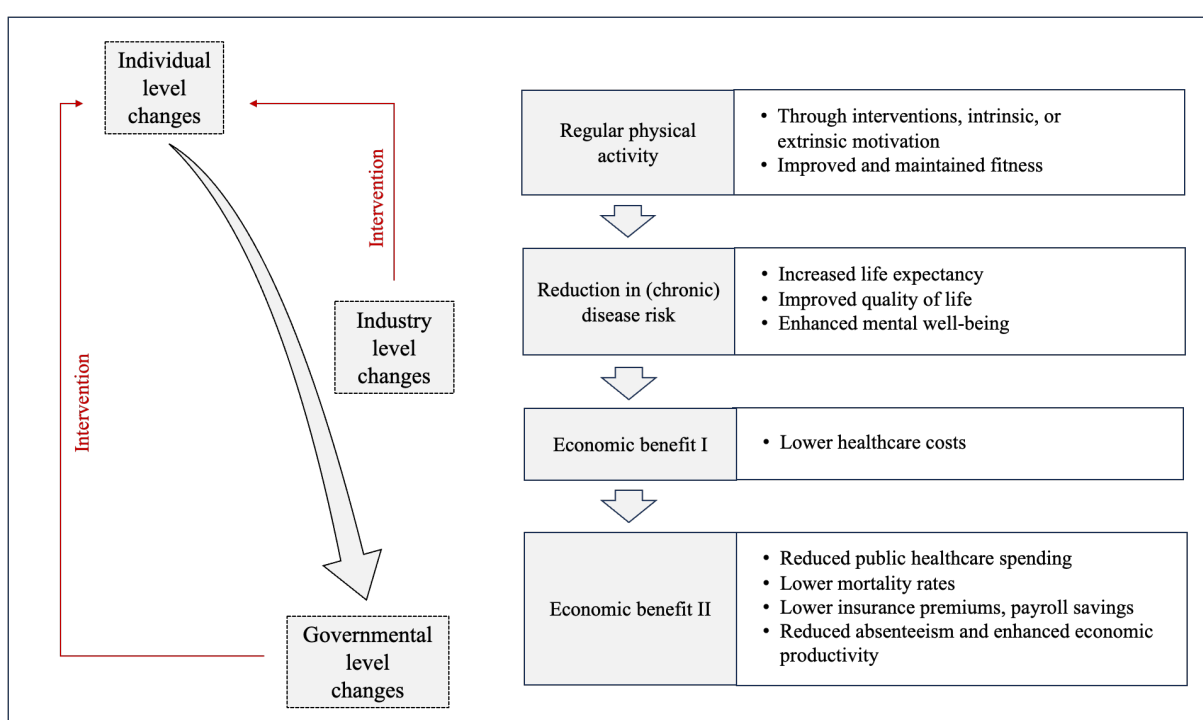 Individual
level
changes
Intervention
Industry
level
changes
Intervention
Governmental
level
changes
Regular physical
activity
• Through interventions, intrinsic, or
extrinsic motivation
• Improved and maintained fitness
Reduction in (chronic)
disease risk
• Increased life expectancy
• Improved quality of life
• Enhanced mental well-being
Economic benefit I
• Lower healthcare costs
Economic benefit II
• Reduced public healthcare spending
• Lower mortality rates
• Lower insurance premiums, payroll savings
• Reduced absenteeism and enhanced economic
productivity